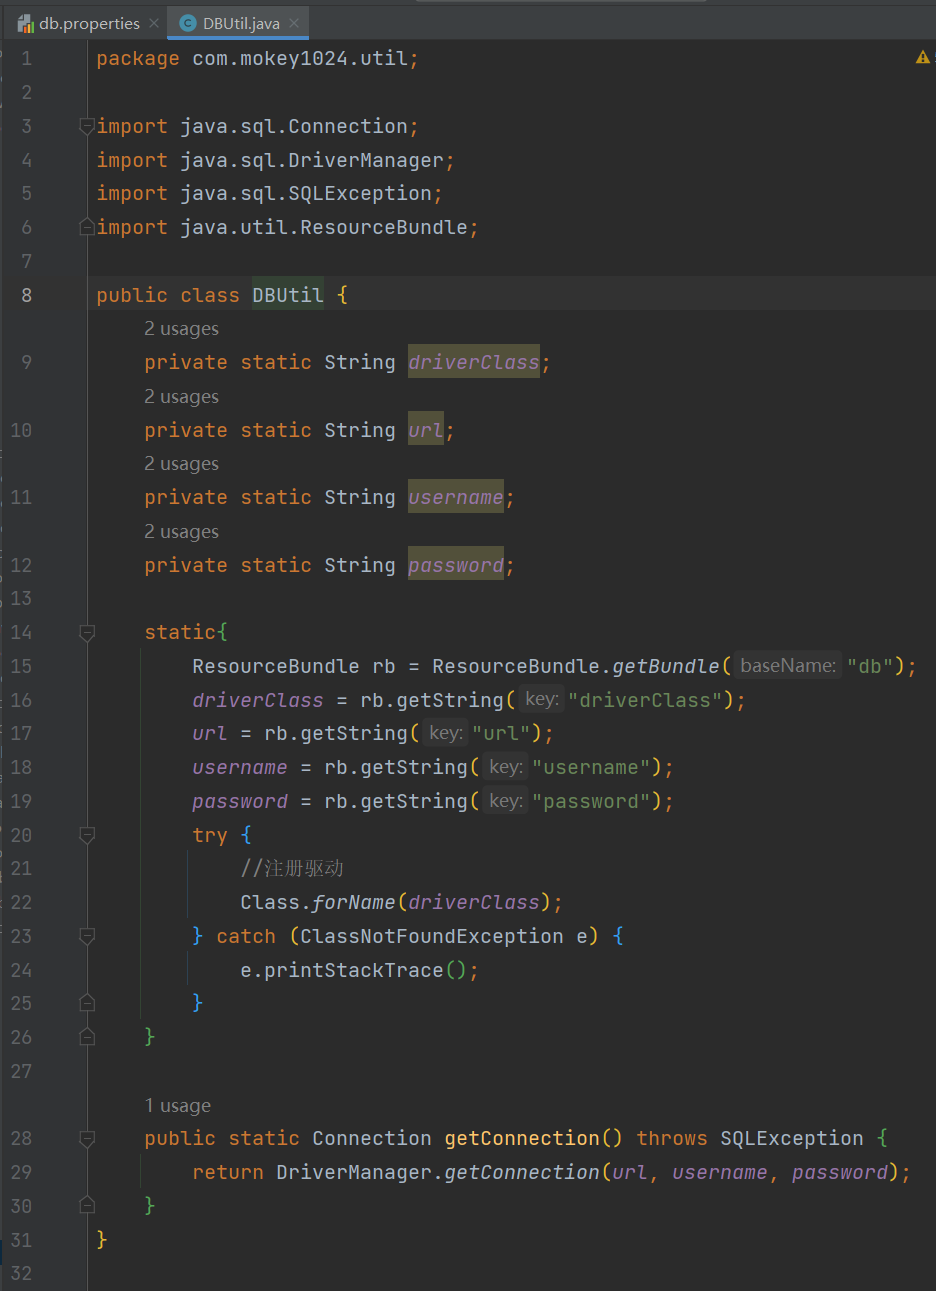 db.properties DBUtil.java
1 package com.mokey1024.util;
2
3 import java.sql.Connection;
4 import java.sql.DriverManager;
5 import java.sql.SQLException;
6 import java.util.ResourceBundle;
7
8 public class DBUtil {
2 usages
9 private static String driverClass;
2 usages
10 private static String url;
2 usages
11 private static String username;
2 usages
12 private static String password;
13
14 static{
15 ResourceBundle rb = ResourceBundle.getBundle( baseName: "db");
16 driverClass = rb.getString( key: "driverClass");
17 url = rb.getString( key: "url");
18 username = rb.getString( key: "username");
19 password = rb.getString( key: "password");
20 try {
21 //注册驱动
22 Class.forName(driverClass);
23 } catch (ClassNotFoundException e) {
24 e.printStackTrace();
25 }
26 }
27
1 usage
28 public static Connection getConnection() throws SQLException {
29 return DriverManager.getConnection(url, username, password);
30 }
31 }
32